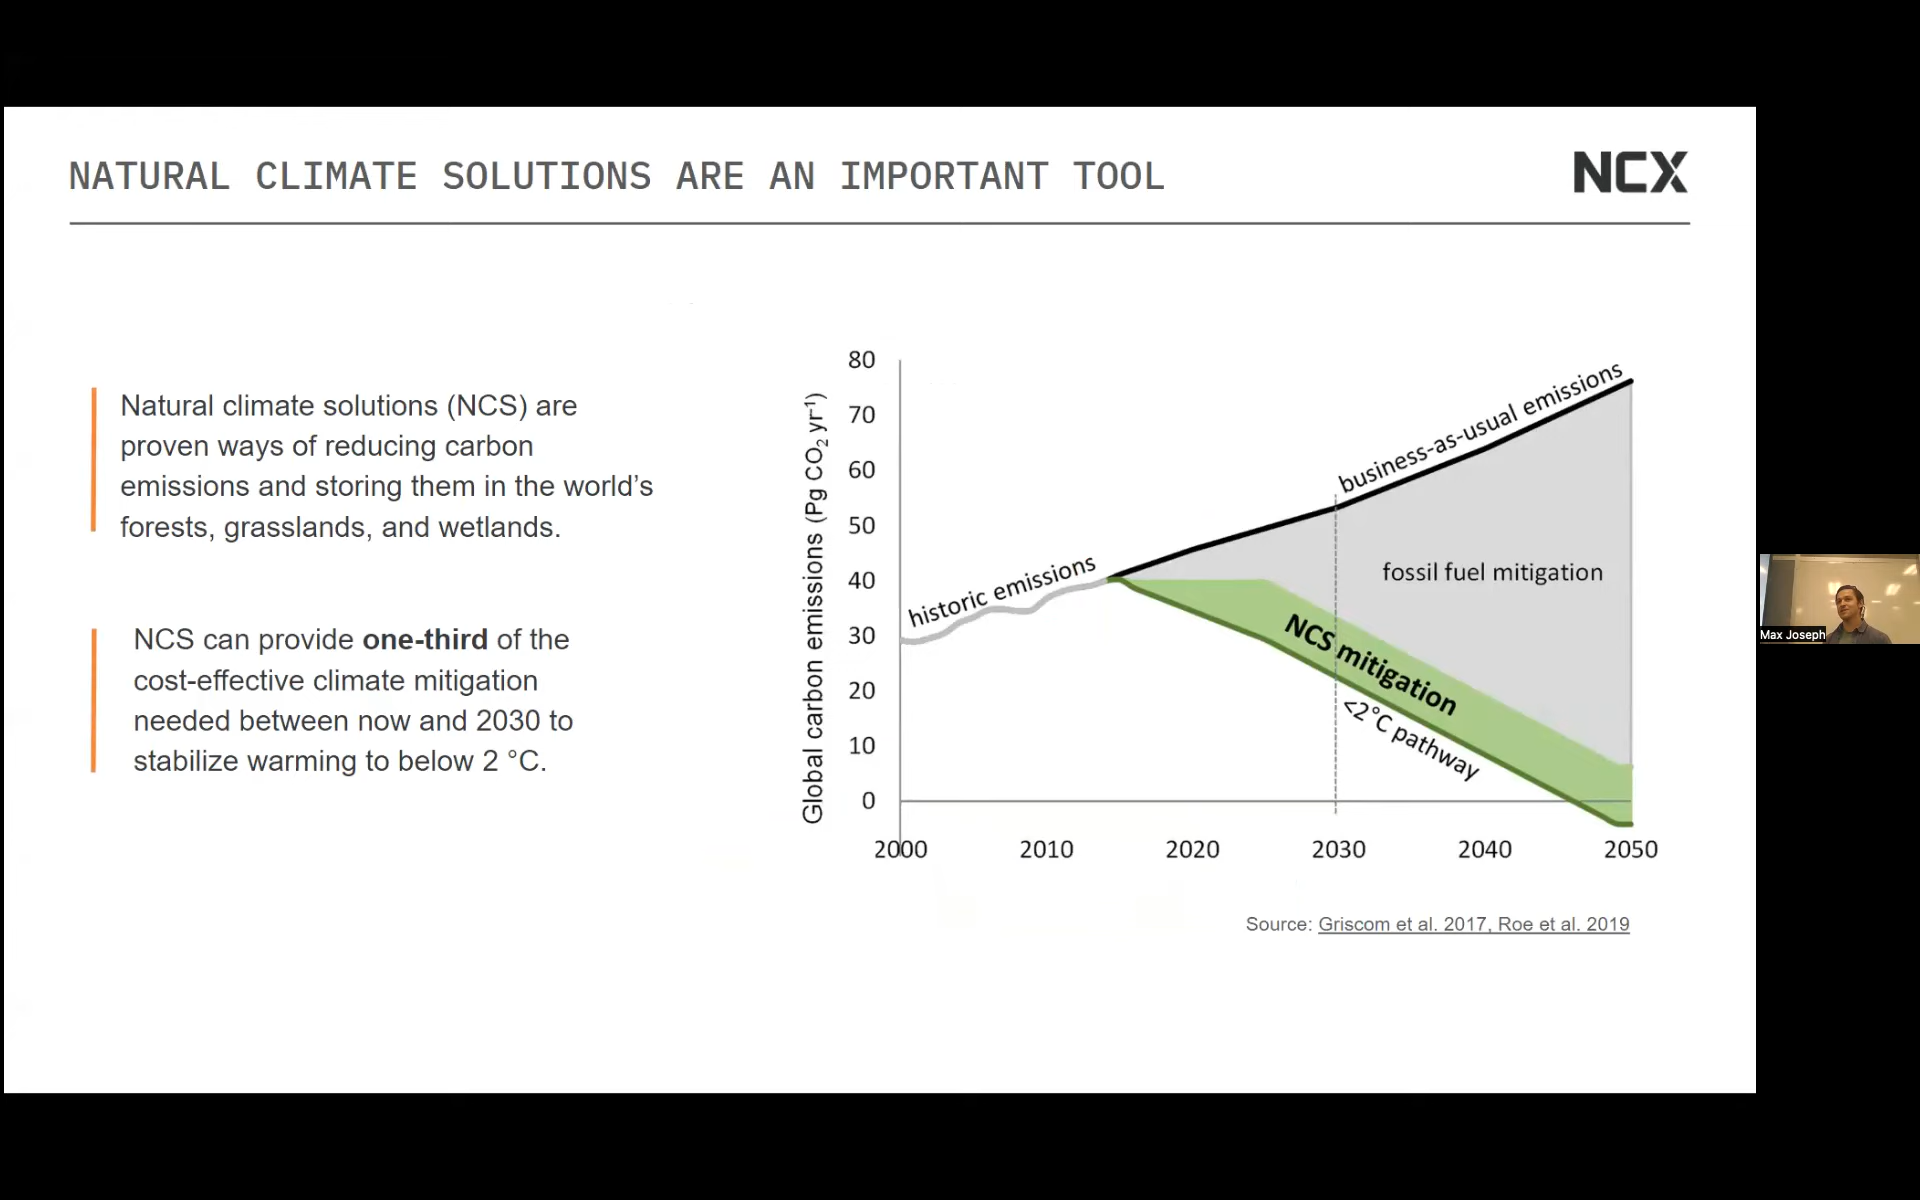 NATURAL CLIMATE SOLUTIONS ARE AN IMPORTANT TOOL
NCX
Natural climate solutions (NCS) are
proven ways of reducing carbon
emissions and storing them in the world’s
forests, grasslands, and wetlands.
NCS can provide one-third of the
cost-effective climate mitigation
needed between now and 2030 to
stabilize warming to below 2 °C.
Global carbon emissions (Pg CO₂ yr⁻¹)
80
70
60
50
40
30
20
10
0
historic emissions
business-as-usual emissions
fossil fuel mitigation
NCS mitigation
<2°C pathway
2000 2010 2020 2030 2040 2050
Source: Griscom et al. 2017, Roe et al. 2019
Max Joseph